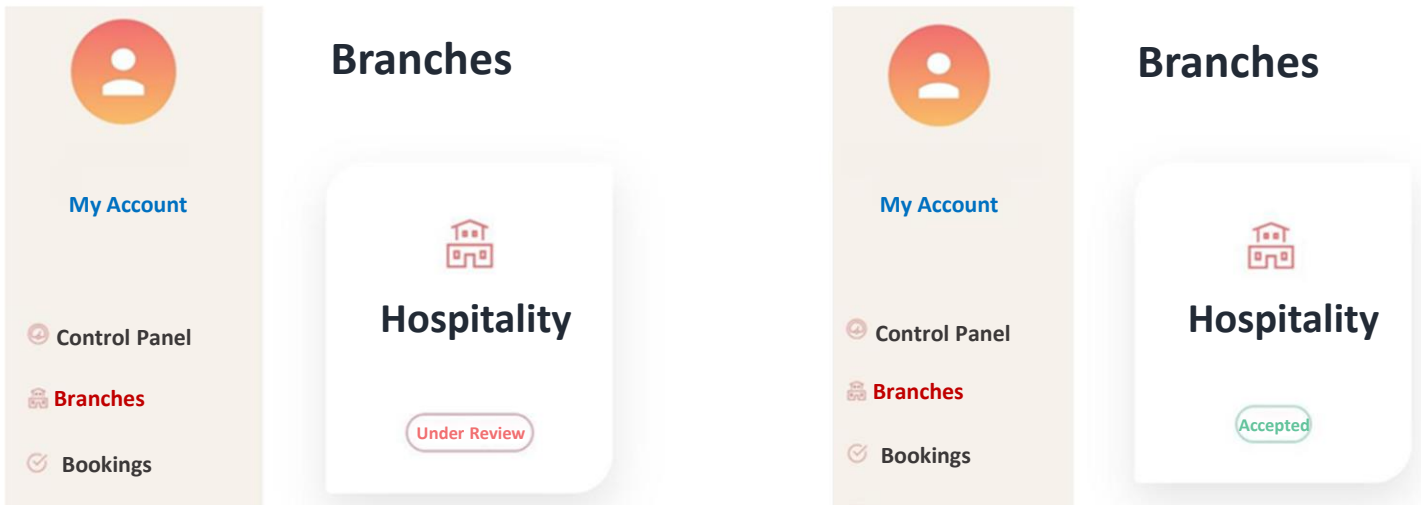 Branches
My Account
Hospitality
Control Panel
Branches
Under Review
Bookings
Branches
My Account
Hospitality
Control Panel
Branches
Accepted
Bookings